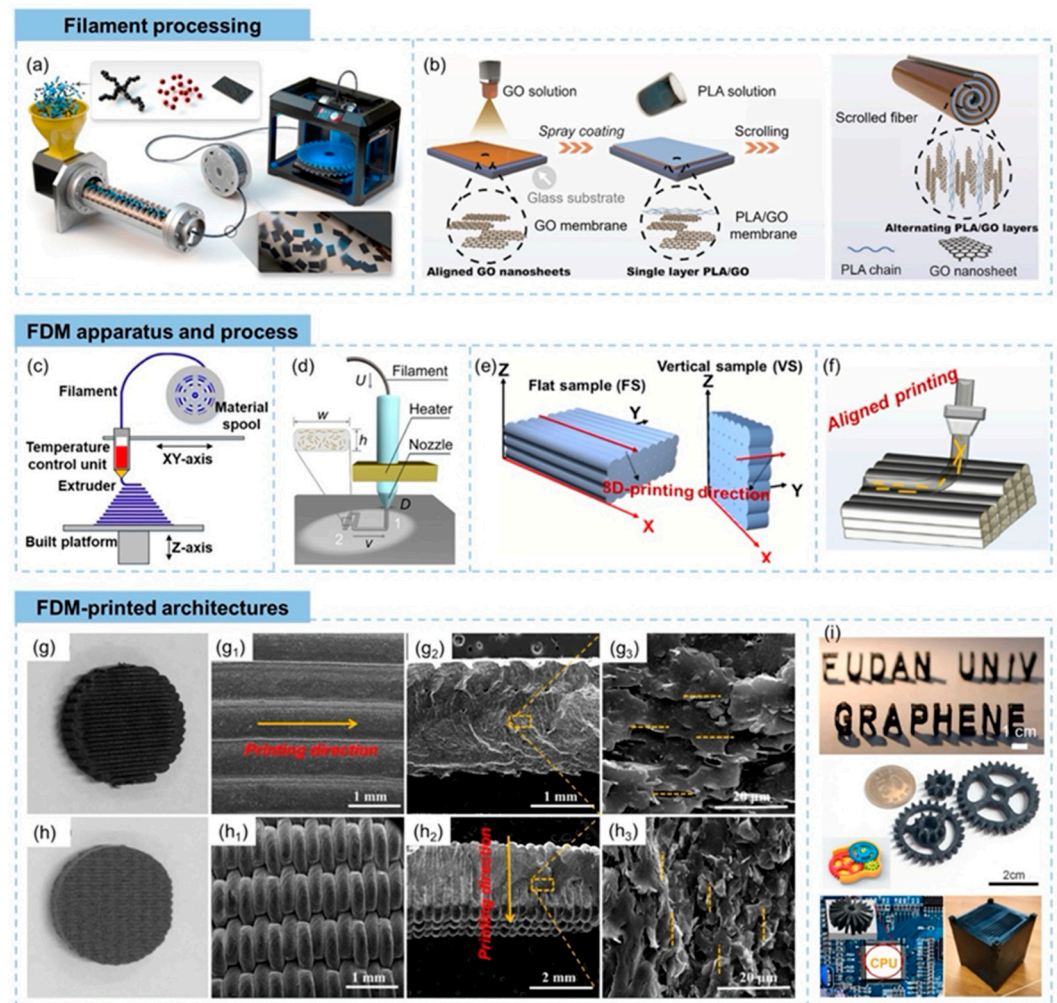 Filament processing
(a)
(b)
GO solution
PLA solution
Spray coating
Scrolling
Glass substrate
GO membrane
PLA/GO
membrane
Aligned GO nanosheets
Single layer PLA/GO
Scrolled fiber
Alternating PLA/GO layers
PLA chain
GO nanosheet
FDM apparatus and process
(c)
Filament
Material
spool
Temperature
control unit
XY-axis
Extruder
Built platform
Z-axis
(d)
U
Filament
w
h
Heater
Nozzle
D
1
2
v
(e)
Z
Flat sample (FS)
Y
Vertical sample (VS)
Z
3D-printing direction
Y
X
X
(f)
Aligned printing
FDM-printed architectures
(g)
(g1)
Printing direction
1 mm
(g2)
1 mm
(g3)
20 μm
(h)
(h1)
1 mm
(h2)
Printing direction
2 mm
(h3)
20 μm
(i)
FUDAN UNIV
GRAPHENE
1 cm
2cm
CPU